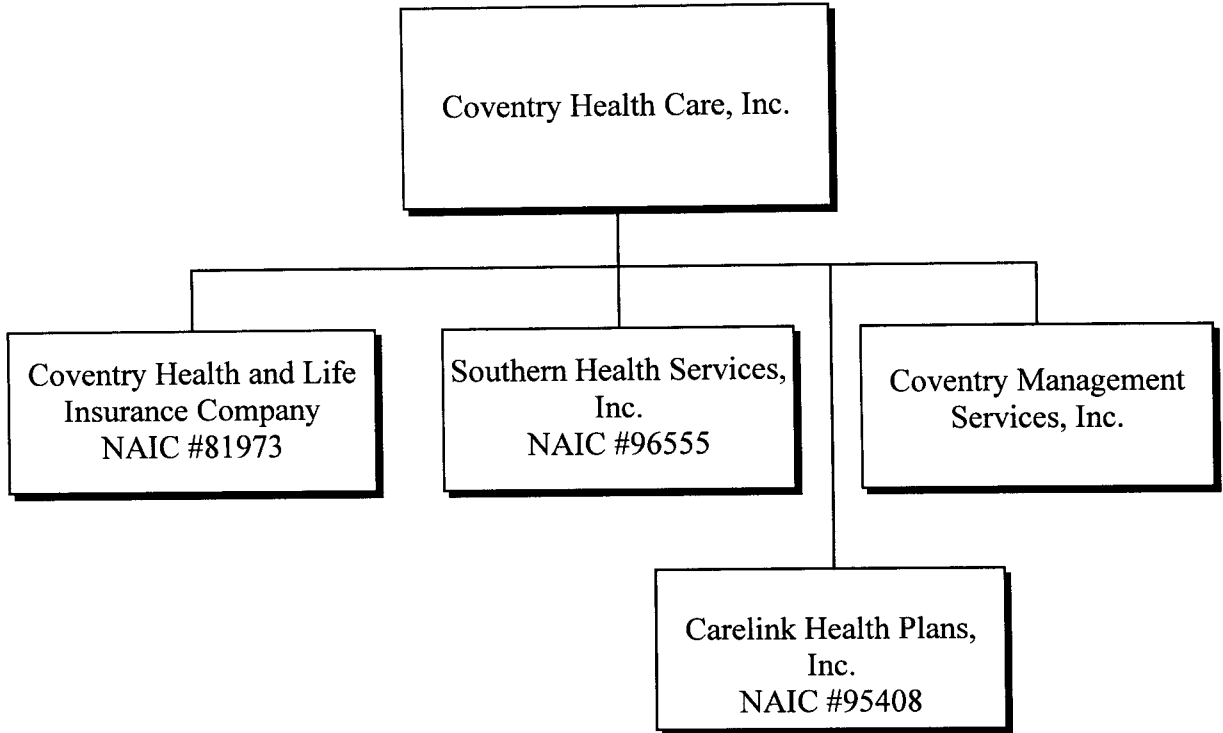 Coventry Health Care, Inc.
Coventry Health and Life
Insurance Company
NAIC #81973
Southern Health Services,
Inc.
NAIC #96555
Coventry Management
Services, Inc.
Carelink Health Plans,
Inc.
NAIC #95408